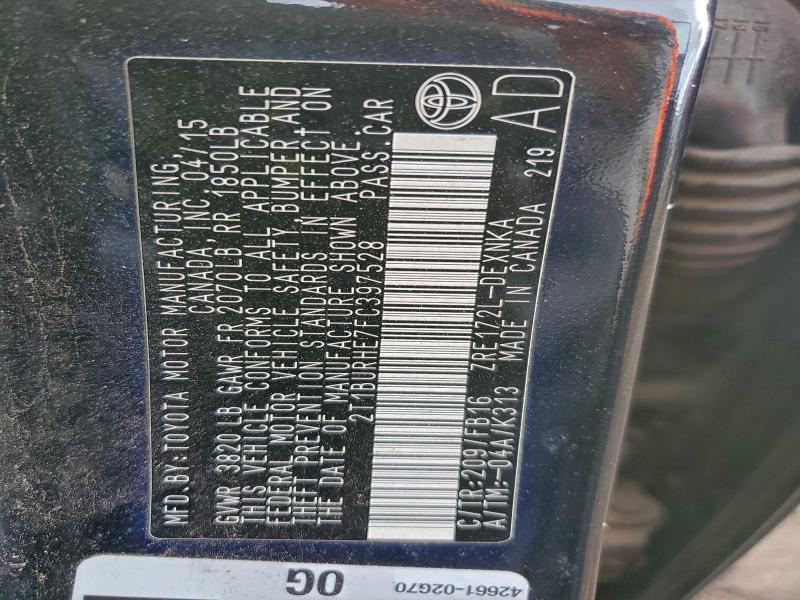 MFD.BY:TOYOTA MOTOR MANUFACTURING,
CANADA, INC. 04/15
GVWR 3820 LB GAWR FR 2070LB RR 1850LB
THIS VEHICLE CONFORMS TO ALL APPLICABLE
FEDERAL MOTOR VEHICLE SAFETY, BUMPER, AND
THEFT PREVENTION STANDARDS IN EFFECT ON
THE DATE OF MANUFACTURE SHOWN ABOVE.
2T1BURHE7FC397528 PASS.CAR
C/TR:209/FB16 ZRE172L-DEXNKA
A/TM:-04A/K313 MADE IN CANADA 219
AD
42661-02G70
0G